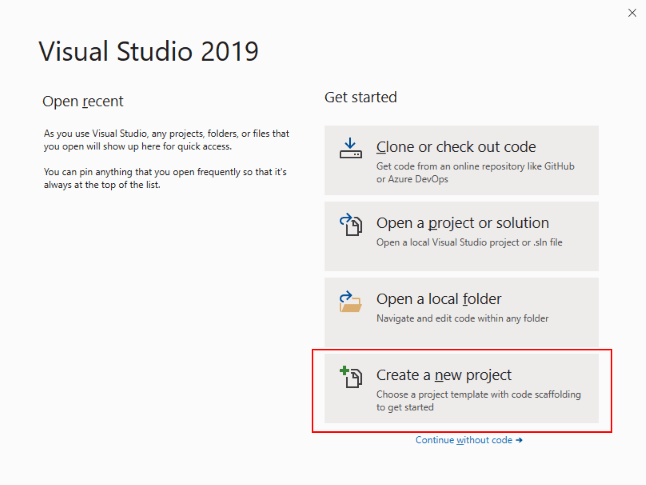 Visual Studio 2019
Open recent
As you use Visual Studio, any projects, folders, or files that
you open will show up here for quick access.
You can pin anything that you open frequently so that it's
always at the top of the list.
Get started
Clone or check out code
Get code from an online repository like GitHub
or Azure DevOps
Open a project or solution
Open a local Visual Studio project or .sln file
Open a local folder
Navigate and edit code within any folder
Create a new project
Choose a project template with code scaffolding
to get started
Continue without code →